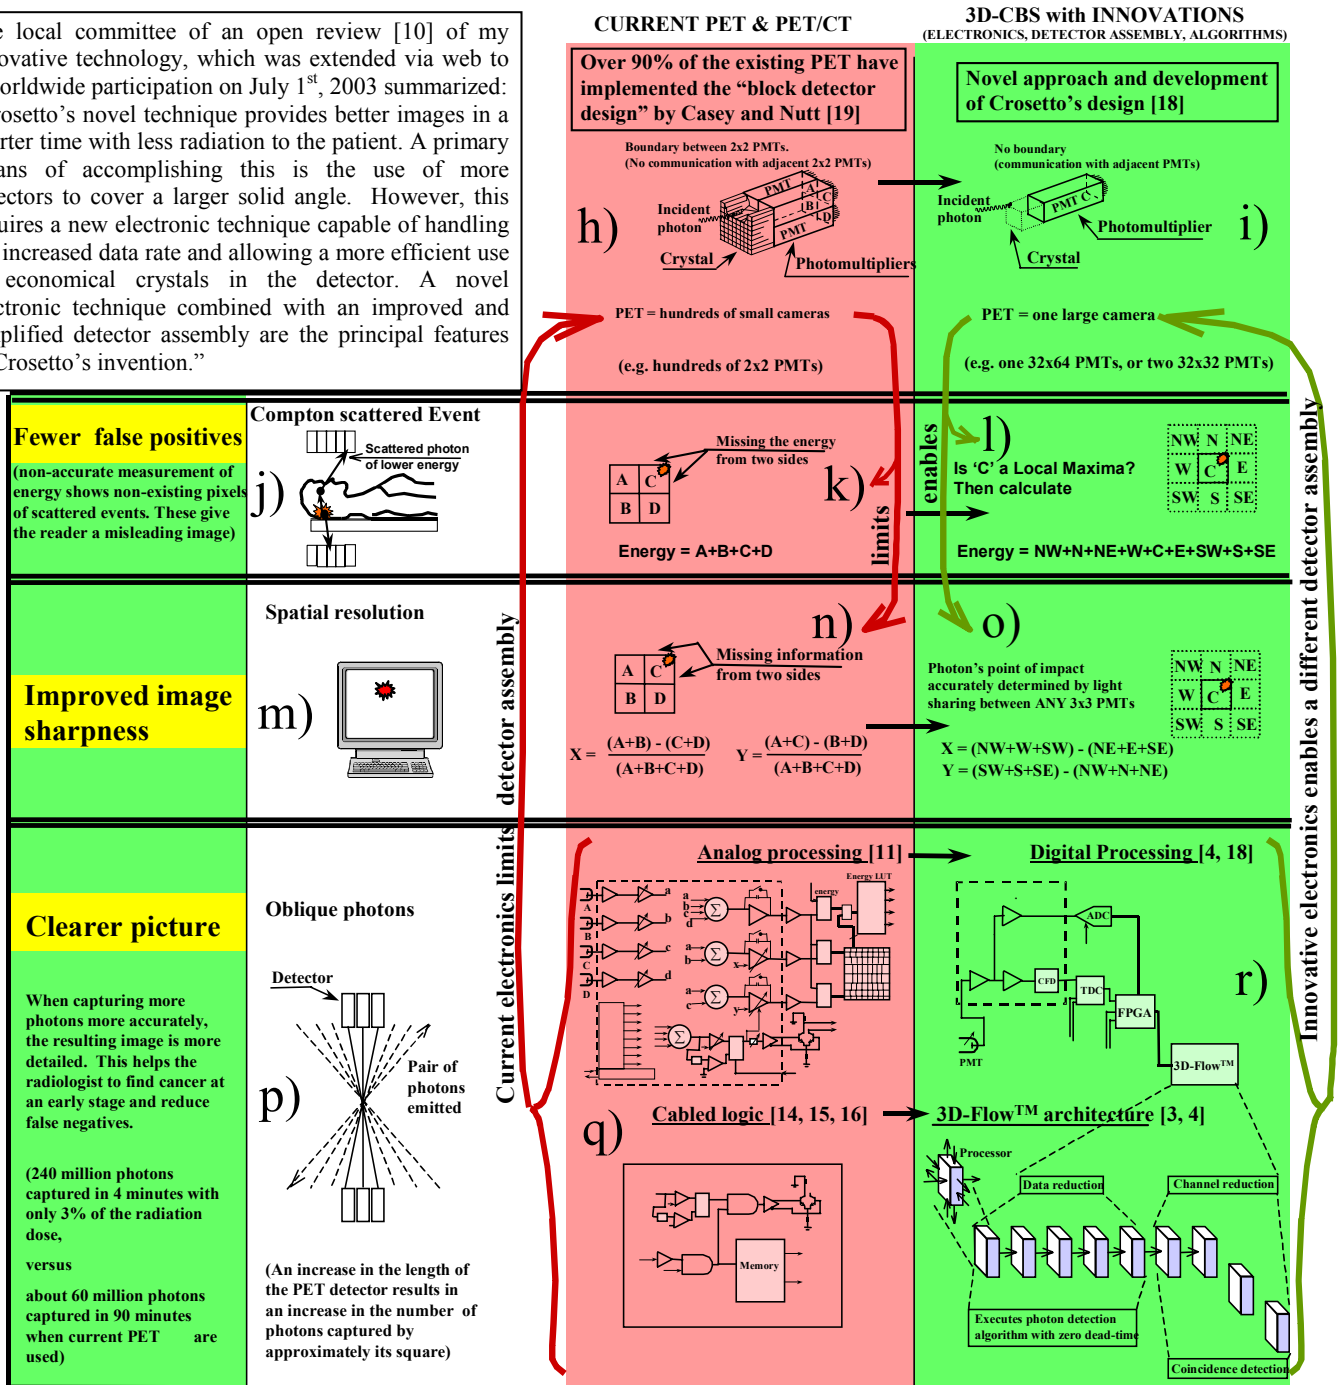 local committee of an open review [10] of my
technology, which was extended via web to
participation on July 1st, 2003 summarized:
novel technique provides better images in a
time with less radiation to the patient. A primary
of accomplishing this is the use of more
to cover a larger solid angle. However, this
a new electronic technique capable of handling
increased data rate and allowing a more efficient use
economical crystals in the detector. A novel
technique combined with an improved and
detector assembly are the principal features
Crosetto's invention."
CURRENT PET & PET/CT
3D-CBS with INNOVATIONS
(ELECTRONICS, DETECTOR ASSEMBLY, ALGORITHMS)
Over 90% of the existing PET have
implemented the “block detector
design” by Casey and Nutt [19]
Novel approach and development
of Crosetto’s design [18]
Boundary between 2x2 PMTs.
(No communication with adjacent 2x2 PMTs)
No boundary
(communication with adjacent PMTs)
h)
Incident
photon
PMT
A
C
B
D
PMT
Crystal
Photomultipliers
i)
Incident
photon
PMT C
Photomultiplier
Crystal
PET = hundreds of small cameras
(e.g. hundreds of 2x2 PMTs)
PET = one large camera
(e.g. one 32x64 PMTs, or two 32x32 PMTs)
Fewer false positives
(non-accurate measurement of
energy shows non-existing pixels
of scattered events. These give
the reader a misleading image)
Compton scattered Event
Scattered photon
of lower energy
j)
Missing the energy
from two sides
A C
B D
k)
Energy = A+B+C+D
limits
enables
l)
Is ‘C’ a Local Maxima?
Then calculate
NW N NE
W C E
SW S SE
Energy = NW+N+NE+W+C+E+SW+S+SE
Improved image
sharpness
Spatial resolution
m)
n)
Missing information
from two sides
A C
B D
X = (A+B) - (C+D)
(A+B+C+D)
Y = (A+C) - (B+D)
(A+B+C+D)
o)
Photon’s point of impact
accurately determined by light
sharing between ANY 3x3 PMTs
NW N NE
W C E
SW S SE
X = (NW+W+SW) - (NE+E+SE)
Y = (SW+S+SE) - (NW+N+NE)
Current electronics limits detector assembly
Innovative electronics enables a different detector assembly
Clearer picture
When capturing more
photons more accurately,
the resulting image is more
detailed. This helps the
radiologist to find cancer at
an early stage and reduce
false negatives.
(240 million photons
captured in 4 minutes with
only 3% of the radiation
dose,
versus
about 60 million photons
captured in 90 minutes
when current PET are
used)
Oblique photons
Detector
Pair of
photons
emitted
p)
(An increase in the length of
the PET detector results in
an increase in the number of
photons captured by
approximately its square)
Analog processing [11]
Energy LUT
energy
A
B
C
D
a
b
c
d
a
b
c
d
Σ
a
b
Σ
x
a
c
Σ
y
Σ
q)
Cabled logic [14, 15, 16]
Memory
Digital Processing [4, 18]
ADC
CFD
TDC
FPGA
PMT
3D-Flow™
r)
3D-Flow™ architecture [3, 4]
Processor
Data reduction
Channel reduction
Executes photon detection
algorithm with zero dead-time
Coincidence detection